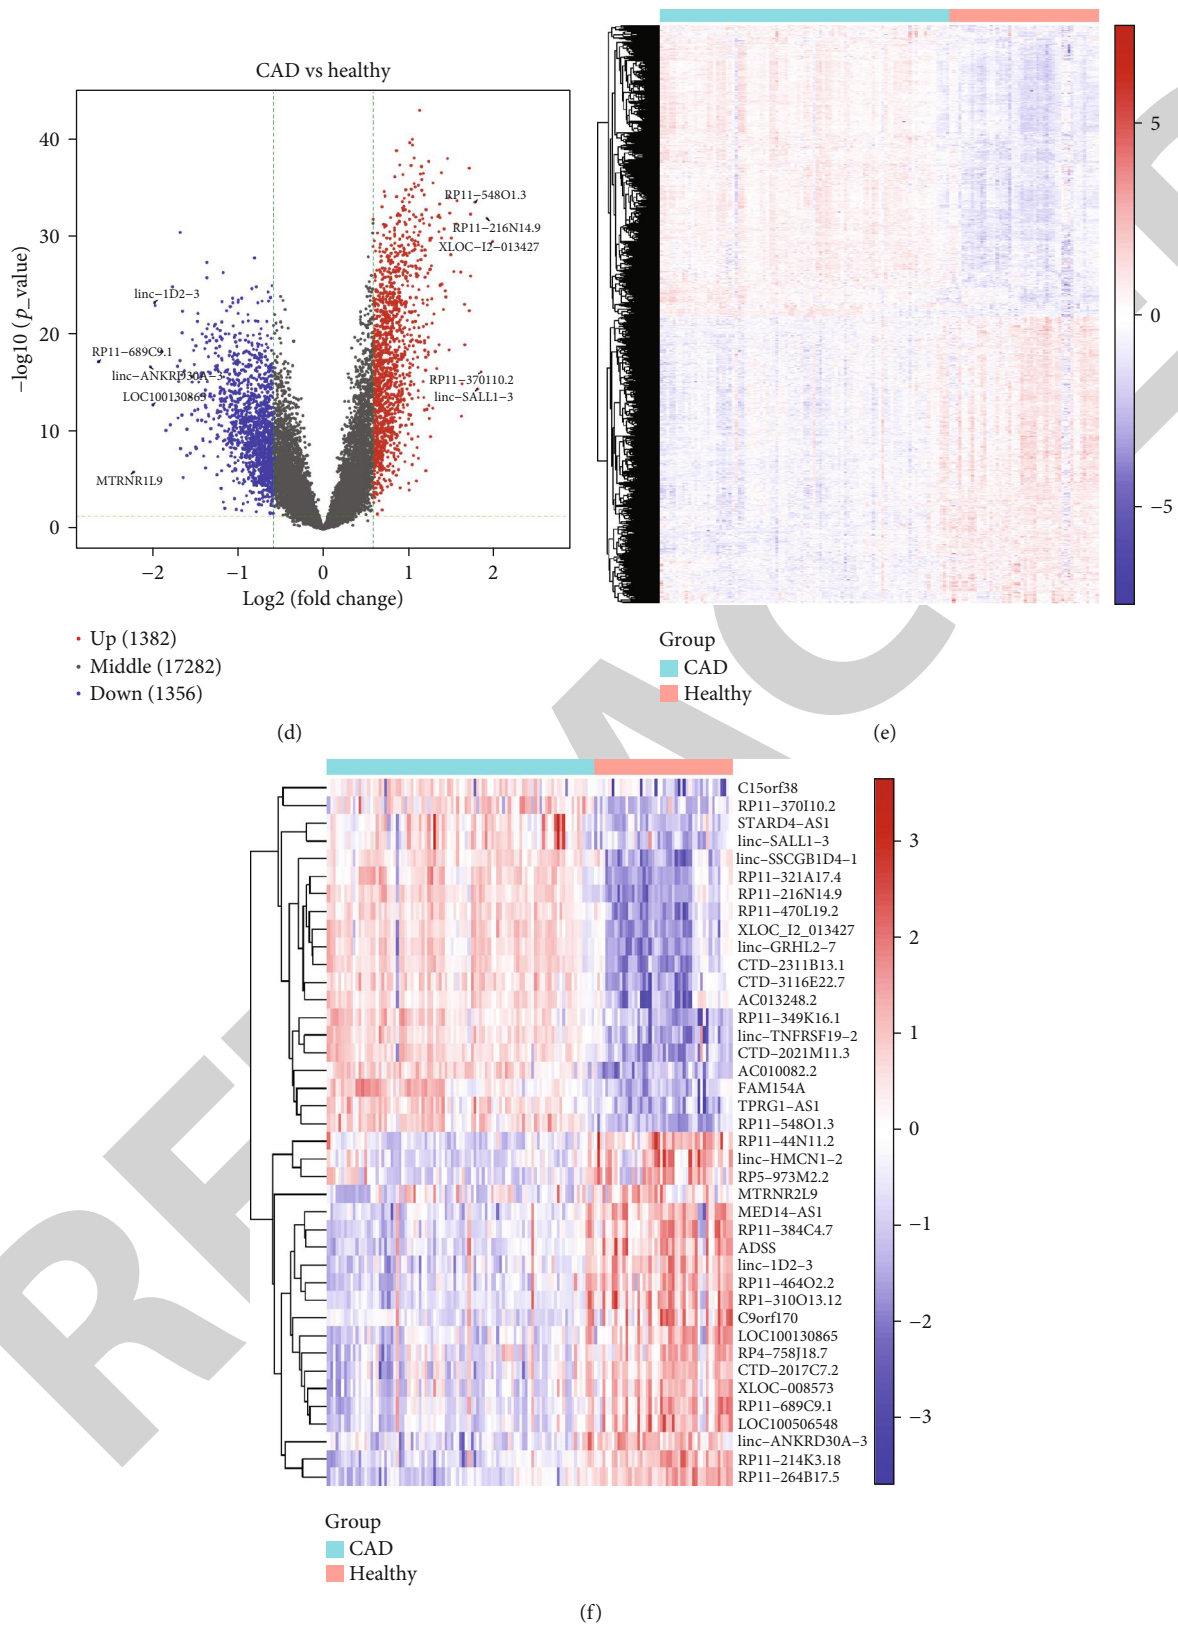 CAD vs healthy
−log10 (p_value)
40
30
20
10
0
RP11−548O1.3
RP11−216N14.9
XLOC−I2−013427
linc−1D2−3
RP11−689C9.1
linc−ANKRD30A−3
LOC100130865
RP11−370110.2
linc−SALL1−3
MTRNR1L9
−2 −1 0 1 2
Log2 (fold change)
Up (1382)
Middle (17282)
Down (1356)
(d)
5
0
−5
Group
CAD
Healthy
(e)
C15orf38
RP11−370I10.2
STARD4−AS1
linc−SALL1−3
linc−SSCGB1D4−1
RP11−321A17.4
RP11−216N14.9
RP11−470L19.2
XLOC_I2_013427
linc−GRHL2−7
CTD−2311B13.1
CTD−3116E22.7
AC013248.2
RP11−349K16.1
linc−TNFRSF19−2
CTD−2021M11.3
AC010082.2
FAM154A
TPRG1−AS1
RP11−548O1.3
RP11−44N11.2
linc−HMCN1−2
RP5−973M2.2
MTRNR2L9
MED14−AS1
RP11−384C4.7
ADSS
linc−1D2−3
RP11−464O2.2
RP1−310O13.12
C9orf170
LOC100130865
RP4−758J18.7
CTD−2017C7.2
XLOC−008573
RP11−689C9.1
LOC100506548
linc−ANKRD30A−3
RP11−214K3.18
RP11−264B17.5
3
2
1
0
−1
−2
−3
Group
CAD
Healthy
(f)